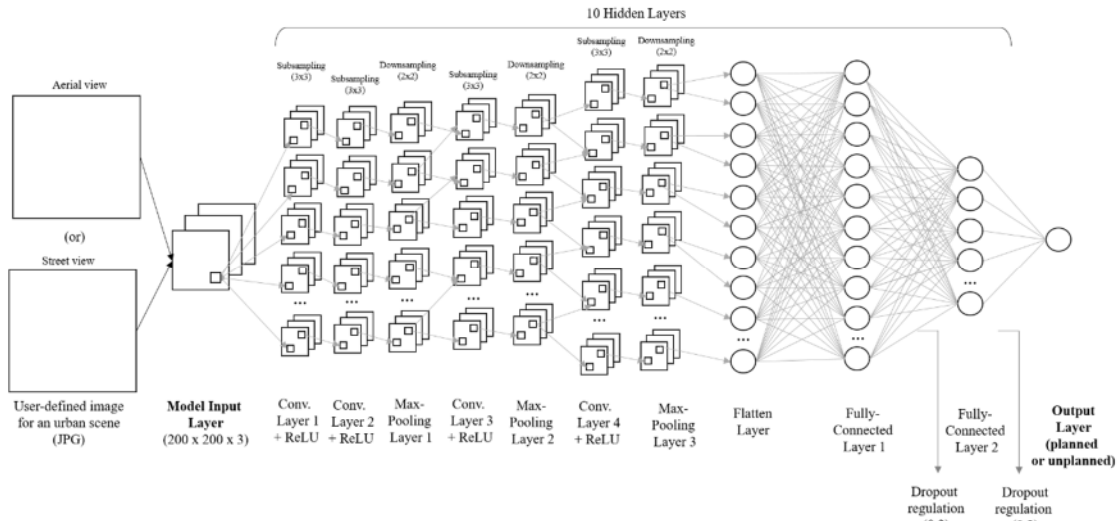 10 Hidden Layers
Subsampling
(3x3)
Subsampling
(3x3)
Downsampling
(2x2)
Subsampling
(3x3)
Downsampling
(2x2)
Subsampling
(3x3)
Downsampling
(2x2)
Aerial view
(or)
Street view
...
...
...
...
...
...
...
...
...
...
User-defined image
for an urban scene
(JPG)
Model Input
Layer
(200 x 200 x 3)
Conv.
Layer 1
+ ReLU
Conv.
Layer 2
+ ReLU
Max-
Pooling
Layer 1
Conv.
Layer 3
+ ReLU
Max-
Pooling
Layer 2
Conv.
Layer 4
+ ReLU
Max-
Pooling
Layer 3
Flatten
Layer
Fully-
Connected
Layer 1
Fully-
Connected
Layer 2
Output
Layer
(planned
or unplanned)
Dropout
regulation
Dropout
regulation